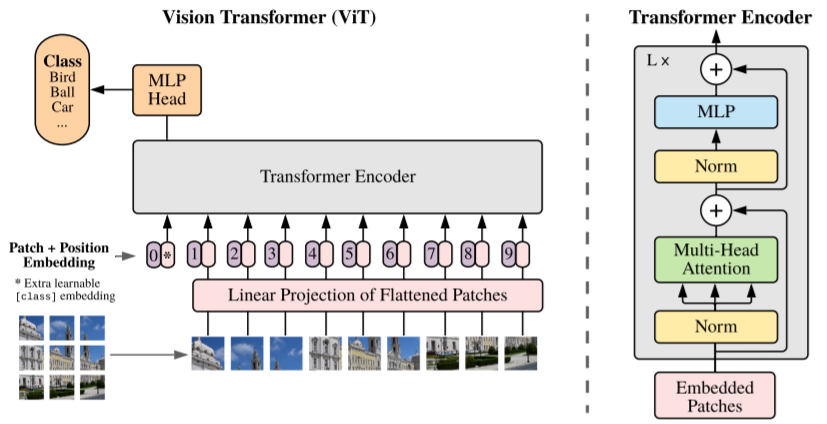 Vision Transformer (ViT)
Class
Bird
Ball
Car
...
MLP
Head
Transformer Encoder
Patch + Position
Embedding
0 * 1 2 3 4 5 6 7 8 9
* Extra learnable
[class] embedding
Linear Projection of Flattened Patches
Transformer Encoder
L x
+
MLP
Norm
+
Multi-Head
Attention
Norm
Embedded
Patches